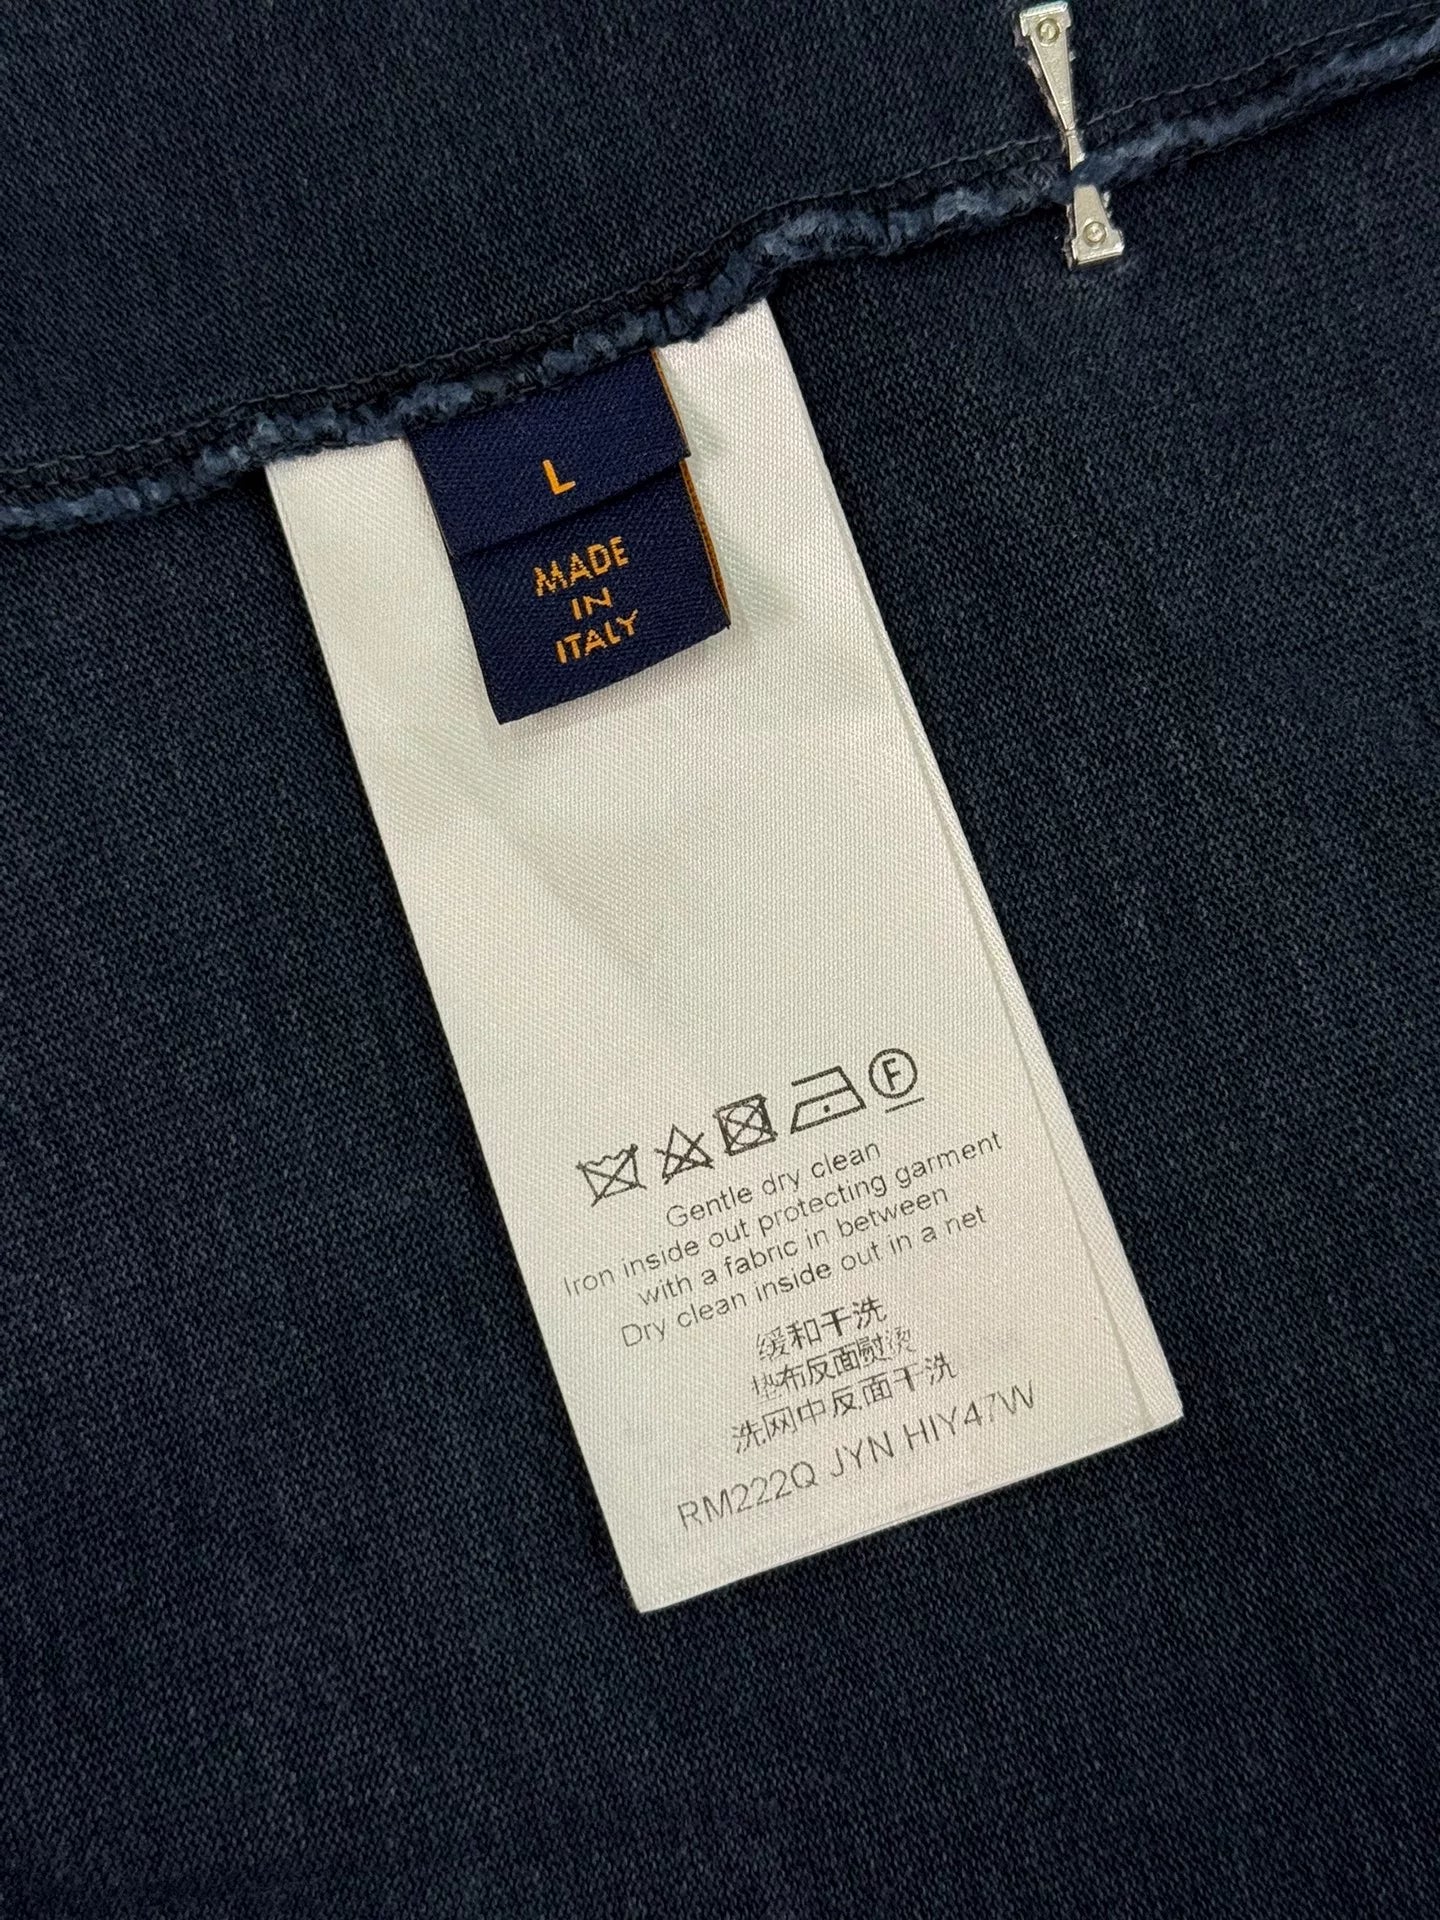 L
MADE
IN
ITALY
F
Gentle dry clean
Iron inside out protecting garment
with a fabric in between
Dry clean inside out in a net
缓和干洗
垫布反面熨烫
洗网中反面干洗
RM222Q JYN HIY47W